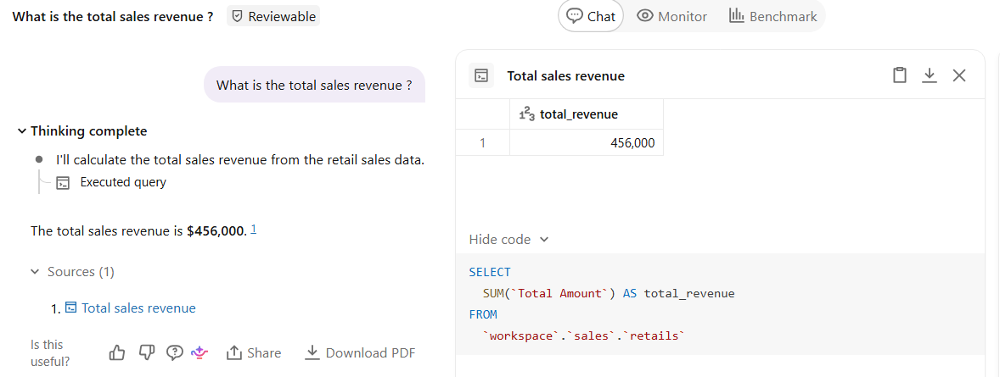 What is the total sales revenue ? Reviewable
Chat Monitor Benchmark
What is the total sales revenue ?
Thinking complete
I'll calculate the total sales revenue from the retail sales data.
Executed query
The total sales revenue is $456,000. 1
Sources (1)
1. Total sales revenue
Is this
useful?
Share Download PDF
Total sales revenue
123 total_revenue
1 456,000
Hide code
SELECT
SUM(`Total Amount`) AS total_revenue
FROM
`workspace`.`sales`.`retails`